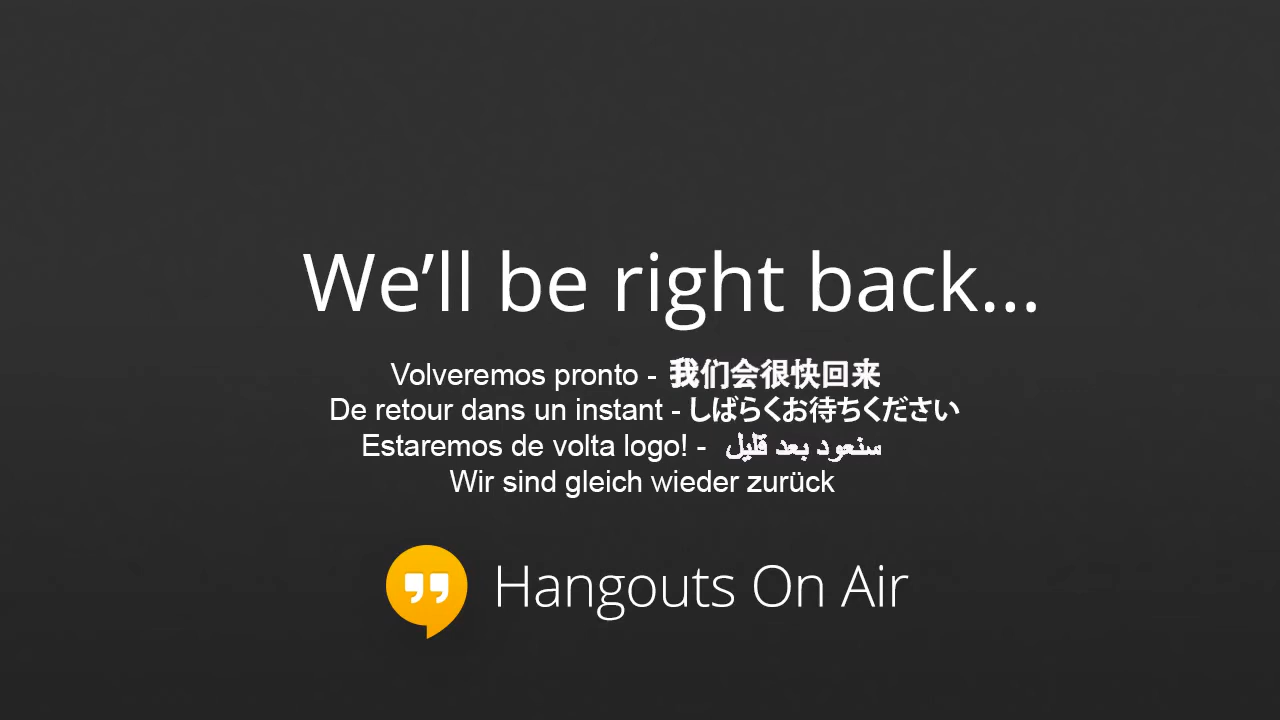 We’ll be right back...
Volveremos pronto - 我们会很快回来
De retour dans un instant - しばらくお待ちください
Estaremos de volta logo! - سنعود بعد قليل
Wir sind gleich wieder zurück
Hangouts On Air